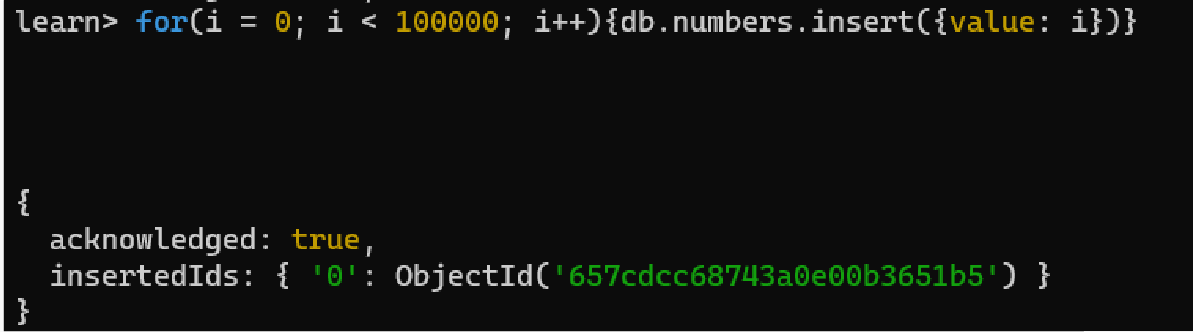 learn> for(i = 0; i < 100000; i++){db.numbers.insert({value: i})}
{
  acknowledged: true,
  insertedIds: { '0': ObjectId('657cdcc68743a0e00b3651b5') }
}